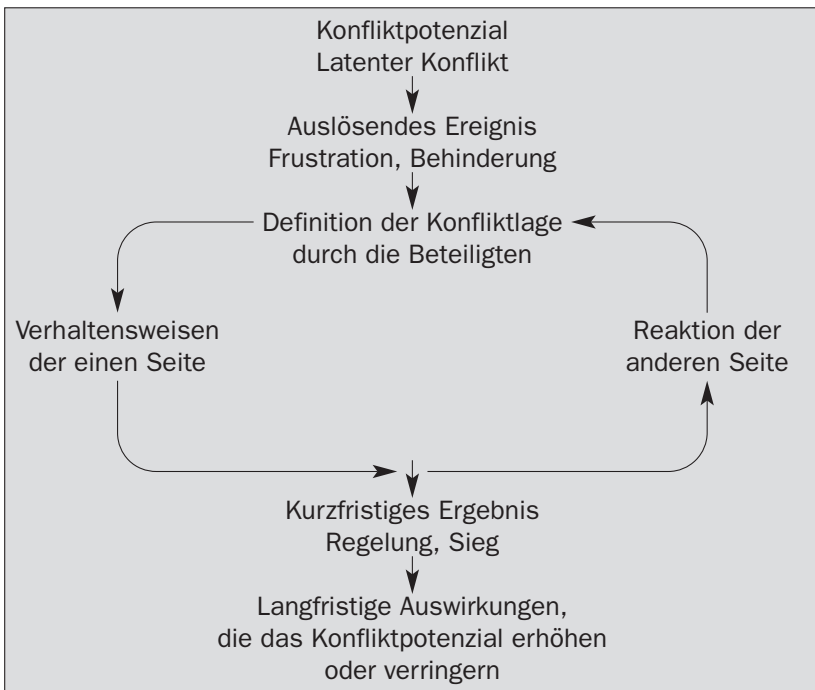 Konfliktpotenzial
Latenter Konflikt
Auslösendes Ereignis
Frustration, Behinderung
Definition der Konfliktlage
durch die Beteiligten
Verhaltensweisen
der einen Seite
Reaktion der
anderen Seite
Kurzfristiges Ergebnis
Regelung, Sieg
Langfristige Auswirkungen,
die das Konfliktpotenzial erhöhen
oder verringern